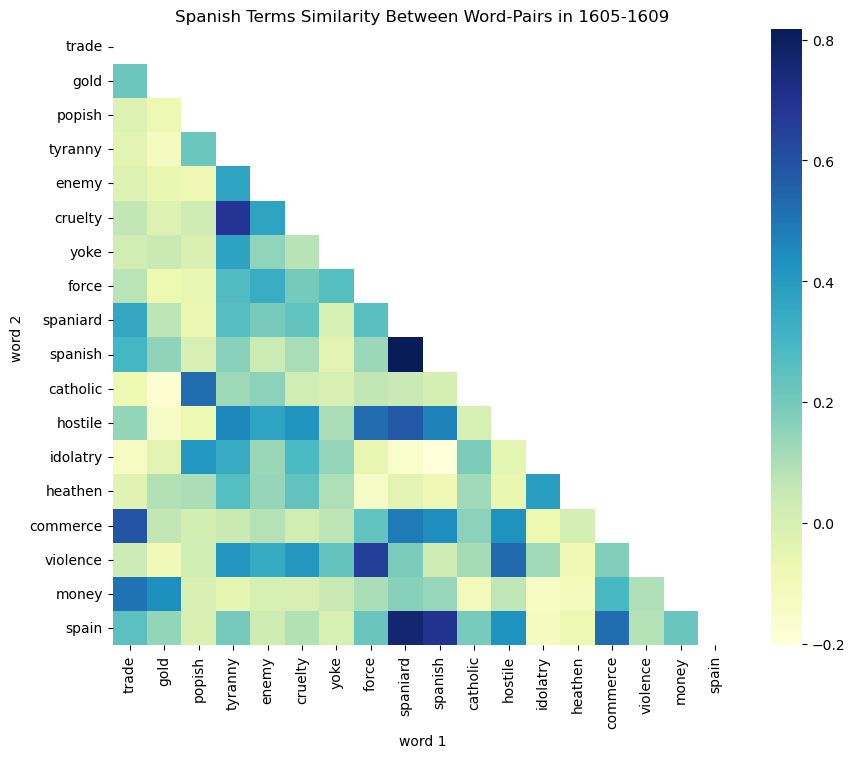 Spanish Terms Similarity Between Word-Pairs in 1605-1609
word 2
trade
gold
popish
tyranny
enemy
cruelty
yoke
force
spaniard
spanish
catholic
hostile
idolatry
heathen
commerce
violence
money
spain
trade
gold
popish
tyranny
enemy
cruelty
yoke
force
spaniard
spanish
catholic
hostile
idolatry
heathen
commerce
violence
money
spain
word 1
0.8
0.6
0.4
0.2
0.0
−0.2